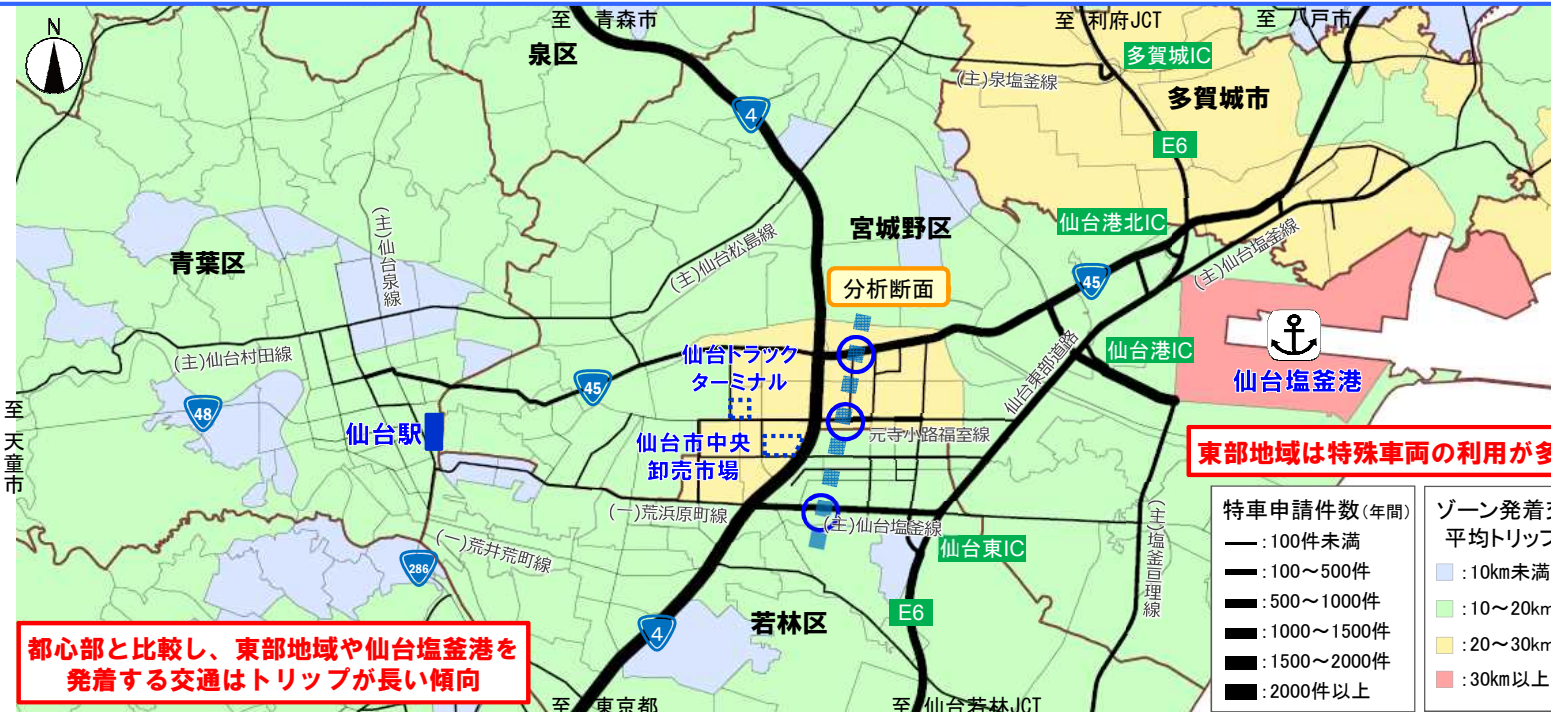 N
至 青森市
至 利府JCT
至 八戸市
泉区
多賀城IC
(主)泉塩釜線
多賀城市
4
E6
(主)仙台泉線
宮城野区
仙台港北IC
青葉区
(主)仙台松島線
(主)仙台塩釜線
45
分析断面
仙台東部道路
仙台港IC
(主)仙台村田線
仙台トラック
ターミナル
仙台塩釜港
45
48
至 天童市
仙台駅
仙台市中央
卸売市場
元寺小路福室線
東部地域は特殊車両の利用が多
(一)荒浜原町線
(主)仙台塩釜線
(主)塩釜亘理線
(一)荒井荒町線
仙台東IC
286
E6
若林区
4
都心部と比較し、東部地域や仙台塩釜港を
発着する交通はトリップが長い傾向
至 東京都
至 仙台若林JCT
特車申請件数(年間)
:100件未満
:100～500件
:500～1000件
:1000～1500件
:1500～2000件
:2000件以上
ゾーン発着
平均トリップ
:10km未満
:10～20km
:20～30km
:30km以上